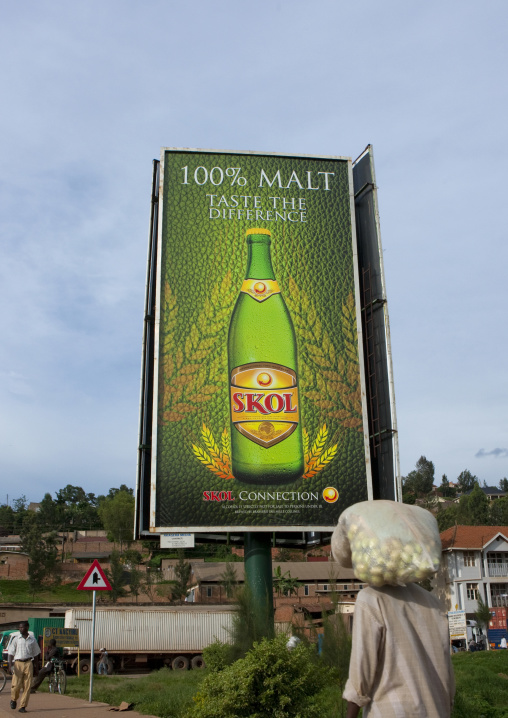 100% MALT
TASTE THE
DIFFERENCE
SKOL
SKOL CONNECTION